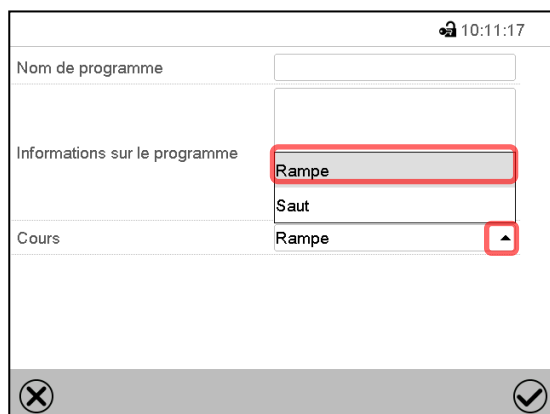 10:11:17
Nom de programme
Informations sur le programme
Rampe
Saut
Cours
Rampe